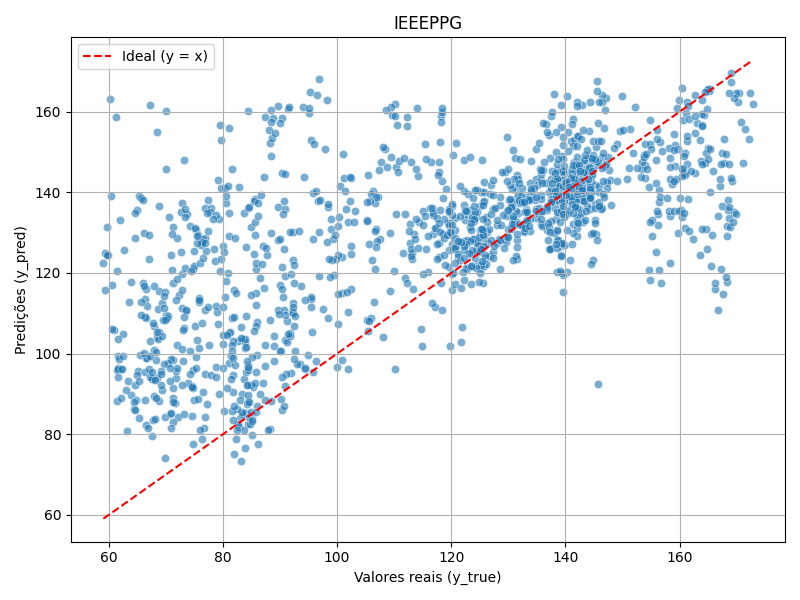 IEEEPPG
Ideal (y = x)
Predições (y_pred)
160
140
120
100
80
60
60 80 100 120 140 160
Valores reais (y_true)